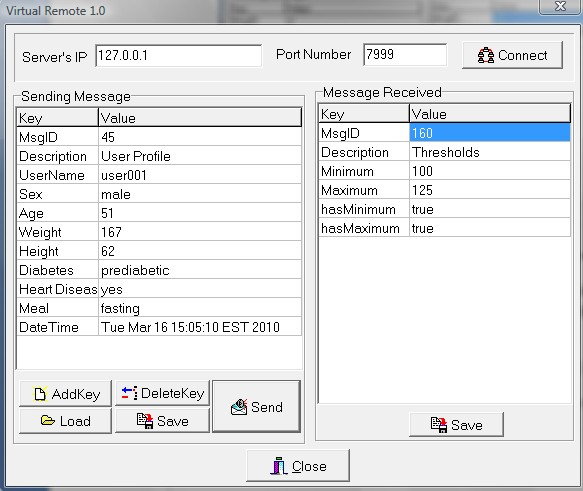 Virtual Remote 1.0
Server's IP 127.0.0.1 Port Number 7999 Connect
Sending Message
Key Value
MsgID 45
Description User Profile
UserName user001
Sex male
Age 51
Weight 167
Height 62
Diabetes prediabetic
Heart Diseas yes
Meal fasting
DateTime Tue Mar 16 15:05:10 EST 2010
AddKey DeleteKey
Load Save
Send
Message Received
Key Value
MsgID 160
Description Thresholds
Minimum 100
Maximum 125
hasMinimum true
hasMaximum true
Save
Close